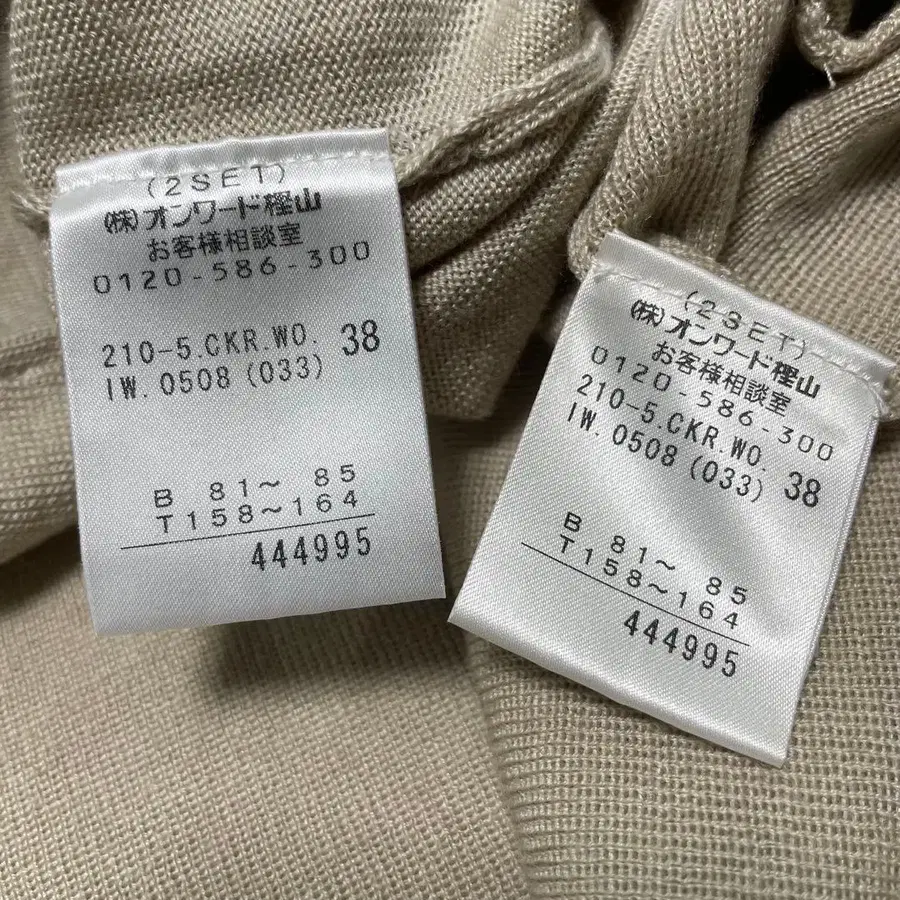 (2SET)
(株)オンワード樫山
お客様相談室
0120-586-300
210-5.CKR.WO. 38
IW.0508(033)
B 81～ 85
T158～164
444995
(2SET)
(株)オンワード樫山
お客様相談室
0120-586-300
210-5.CKR.WO. 38
IW.0508(033)
B 81～ 85
T158～164
444995